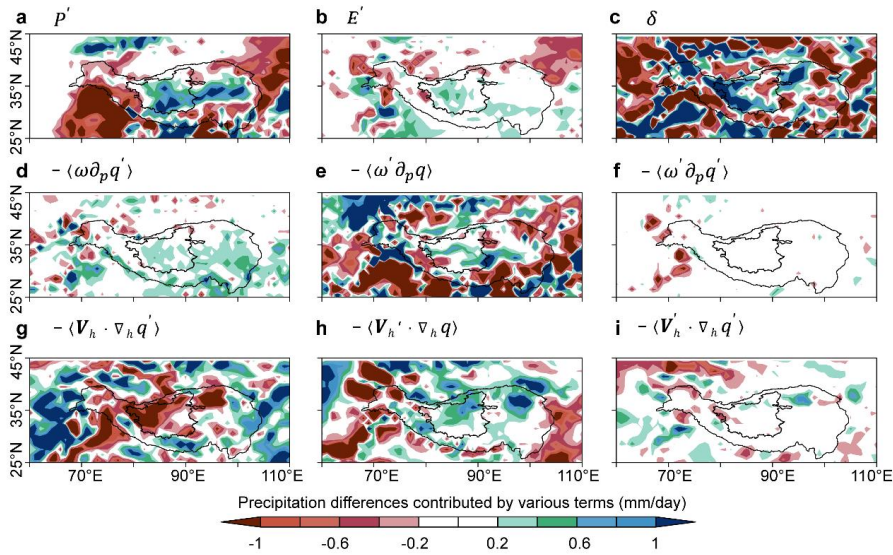 a P′ b E′ c δ
45°N
35°N
25°N
d − ⟨ω∂ₚq′⟩ e − ⟨ω′∂ₚq⟩ f − ⟨ω′∂ₚq′⟩
45°N
35°N
25°N
g − ⟨Vₕ · ∇ₕq′⟩ h − ⟨Vₕ′ · ∇ₕq⟩ i − ⟨V′ₕ · ∇ₕq′⟩
45°N
35°N
25°N
70°E 90°E 110°E 70°E 90°E 110°E 70°E 90°E 110°E
Precipitation differences contributed by various terms (mm/day)
-1 -0.6 -0.2 0.2 0.6 1